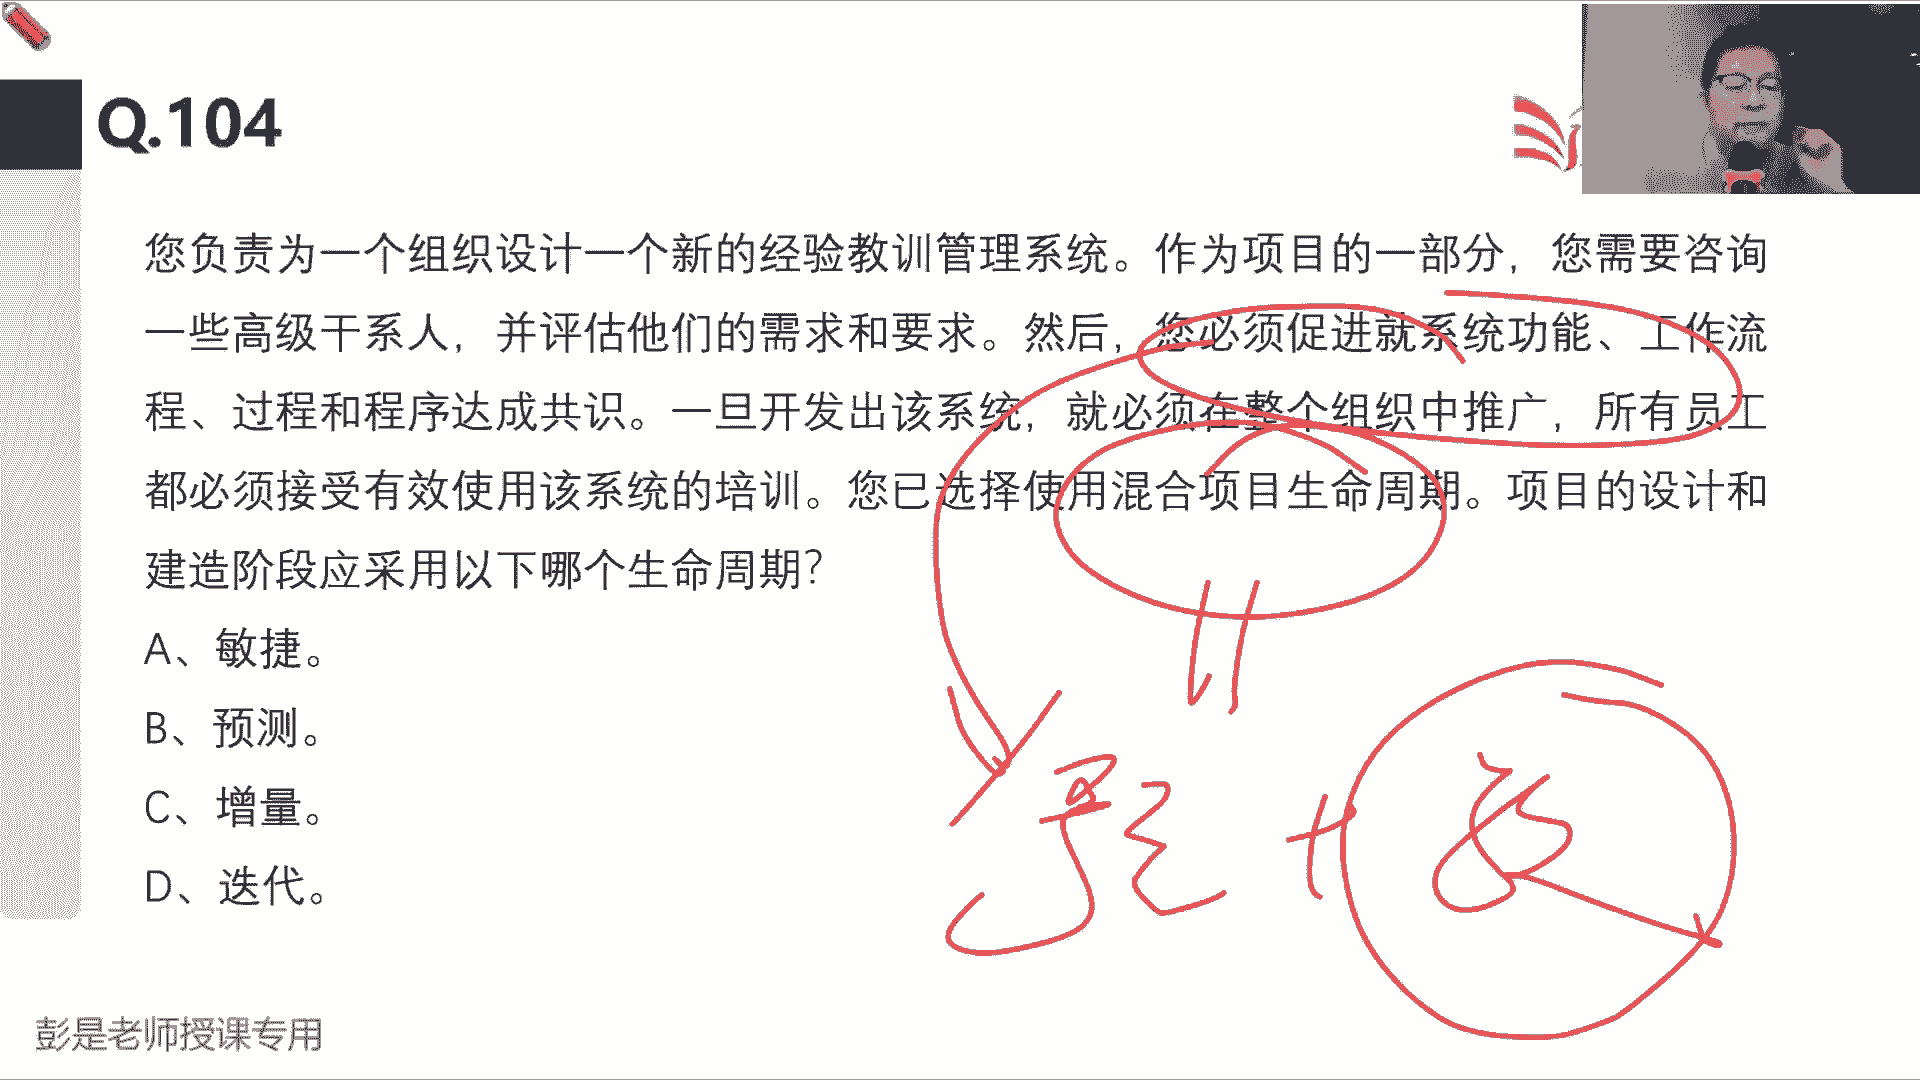 Q.104
您负责为一个组织设计一个新的经验教训管理系统。作为项目的一部分，您需要咨询
一些高级干系人，并评估他们的需求和要求。然后，您必须促进就系统功能、工作流
程、过程和程序达成共识。一旦开发出该系统，就必须在整个组织中推广，所有员工
都必须接受有效使用该系统的培训。您已选择使用混合项目生命周期。项目的设计和
建造阶段应采用以下哪个生命周期？
A、敏捷。
B、预测。
C、增量。
D、迭代。
彭是老师授课专用